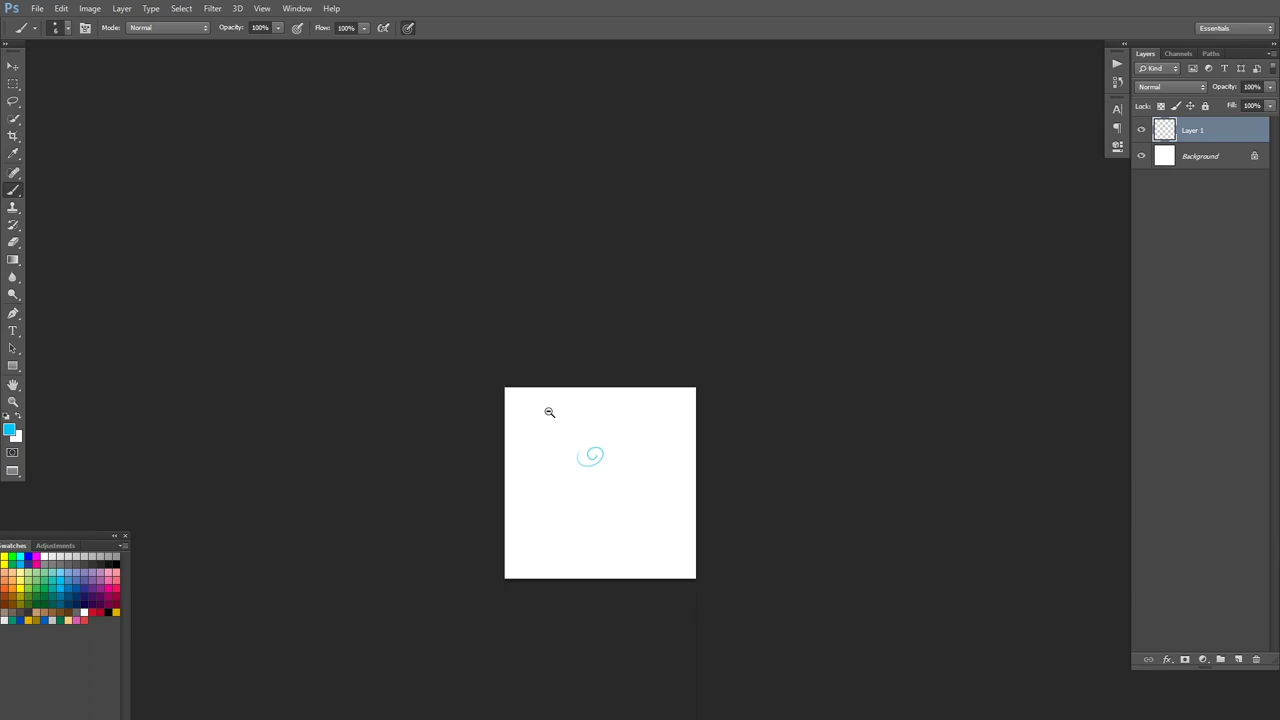 Ps File Edit Image Layer Type Select Filter 3D View Window Help
6 Mode: Normal Opacity: 100% Flow: 100% Essentials
Layers Channels Paths
Kind
Normal Opacity: 100%
Lock: Fill: 100%
Layer 1
Background
Swatches Adjustments